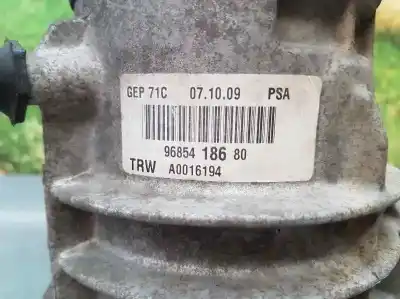 GEP 71C 07.10.09 PSA
96854 186 80
TRW A0016194